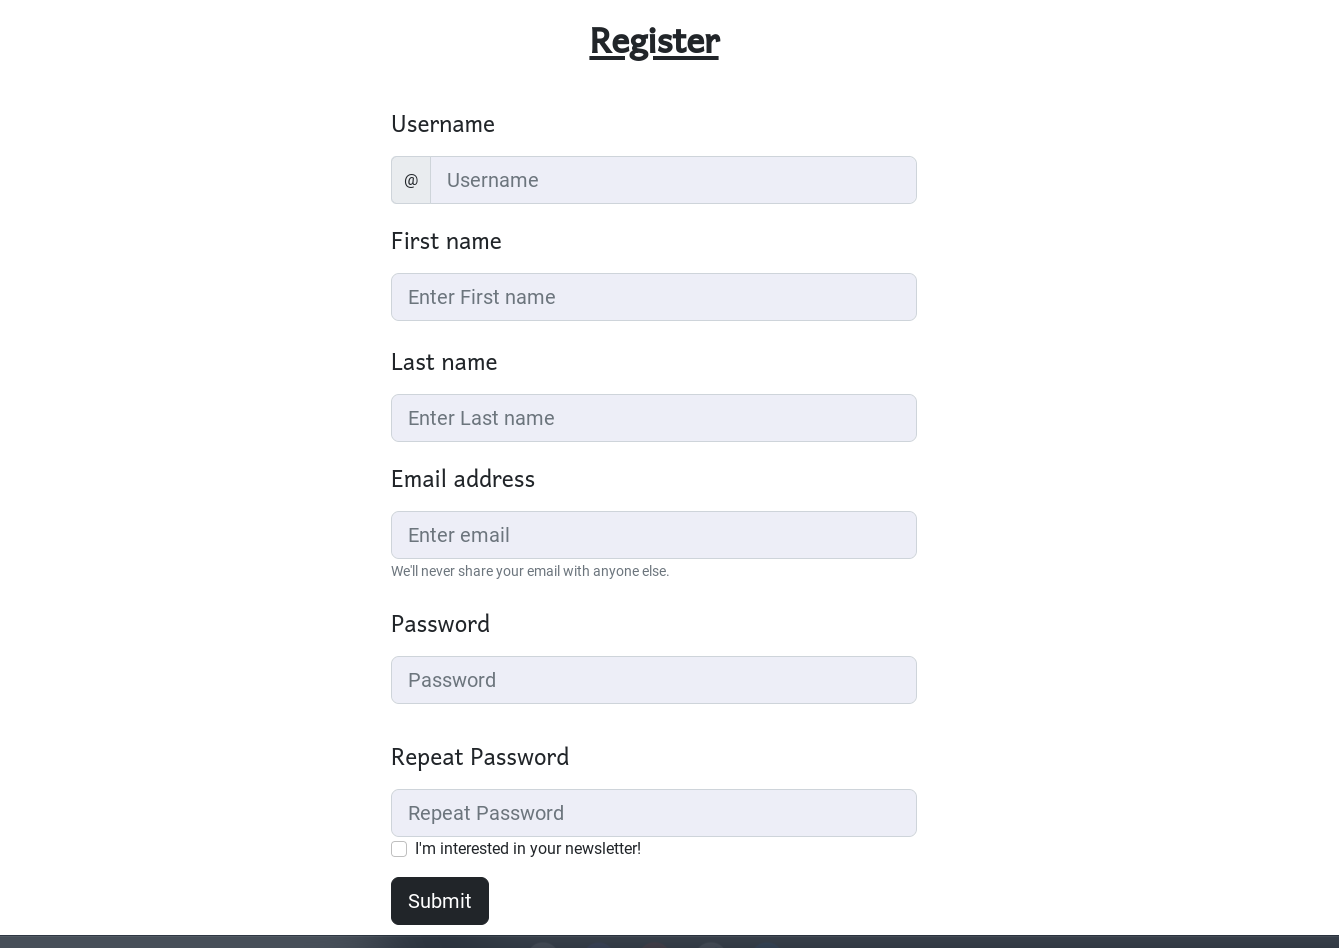 Register
Username
@ Username
First name
Enter First name
Last name
Enter Last name
Email address
Enter email
We'll never share your email with anyone else.
Password
Password
Repeat Password
Repeat Password
I'm interested in your newsletter!
Submit